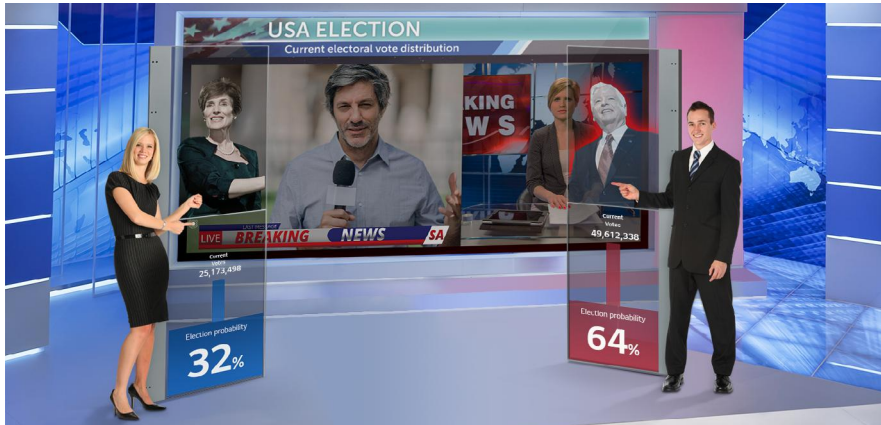 USA ELECTION
Current electoral vote distribution
KING
W S
LIVE
BREAKING
NEWS
SA
Current
Votes
25,173,498
Election probability
32%
Current
Votes
49,612,338
Election probability
64%